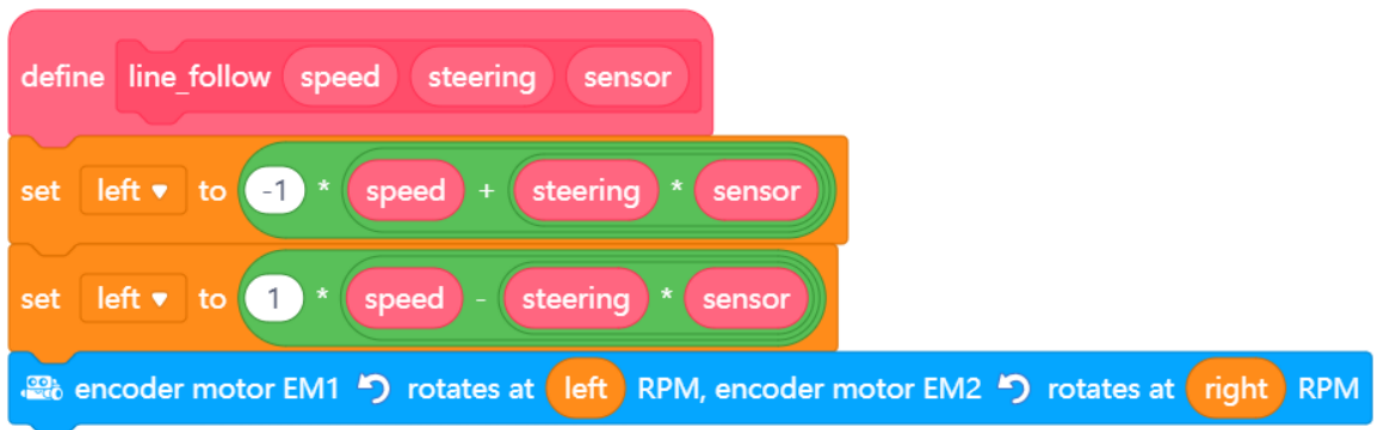 define line_follow speed steering sensor
set left ▼ to -1 * speed + steering * sensor
set left ▼ to 1 * speed - steering * sensor
encoder motor EM1 rotates at left RPM, encoder motor EM2 rotates at right RPM